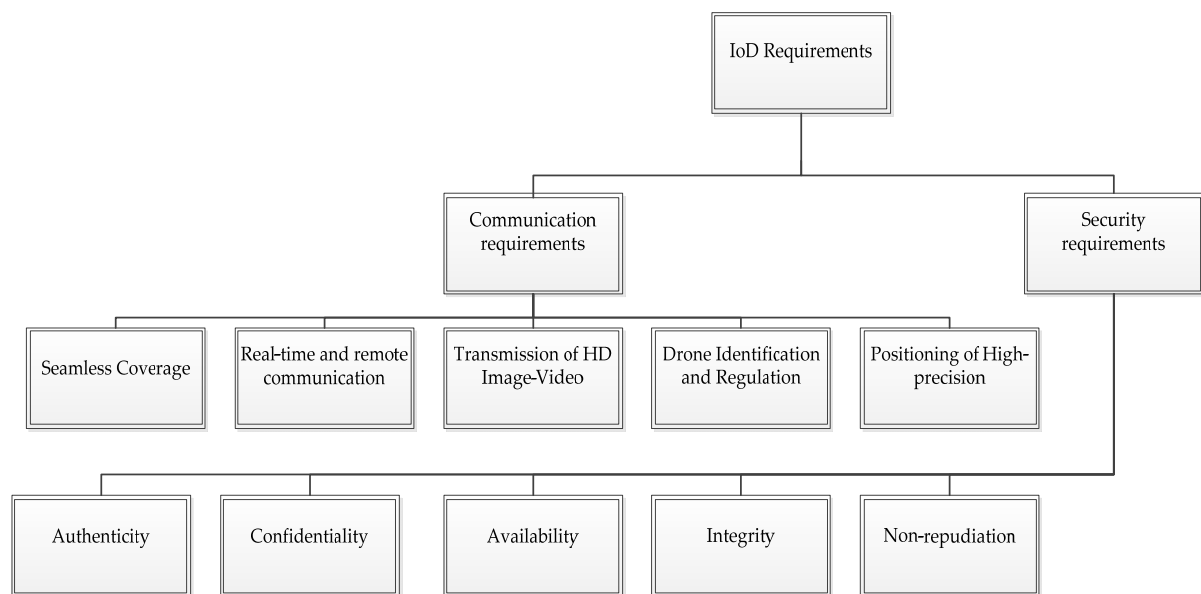 IoD Requirements
Communication
requirements
Security
requirements
Seamless Coverage
Real-time and remote
communication
Transmission of HD
Image-Video
Drone Identification
and Regulation
Positioning of High-
precision
Authenticity
Confidentiality
Availability
Integrity
Non-repudiation